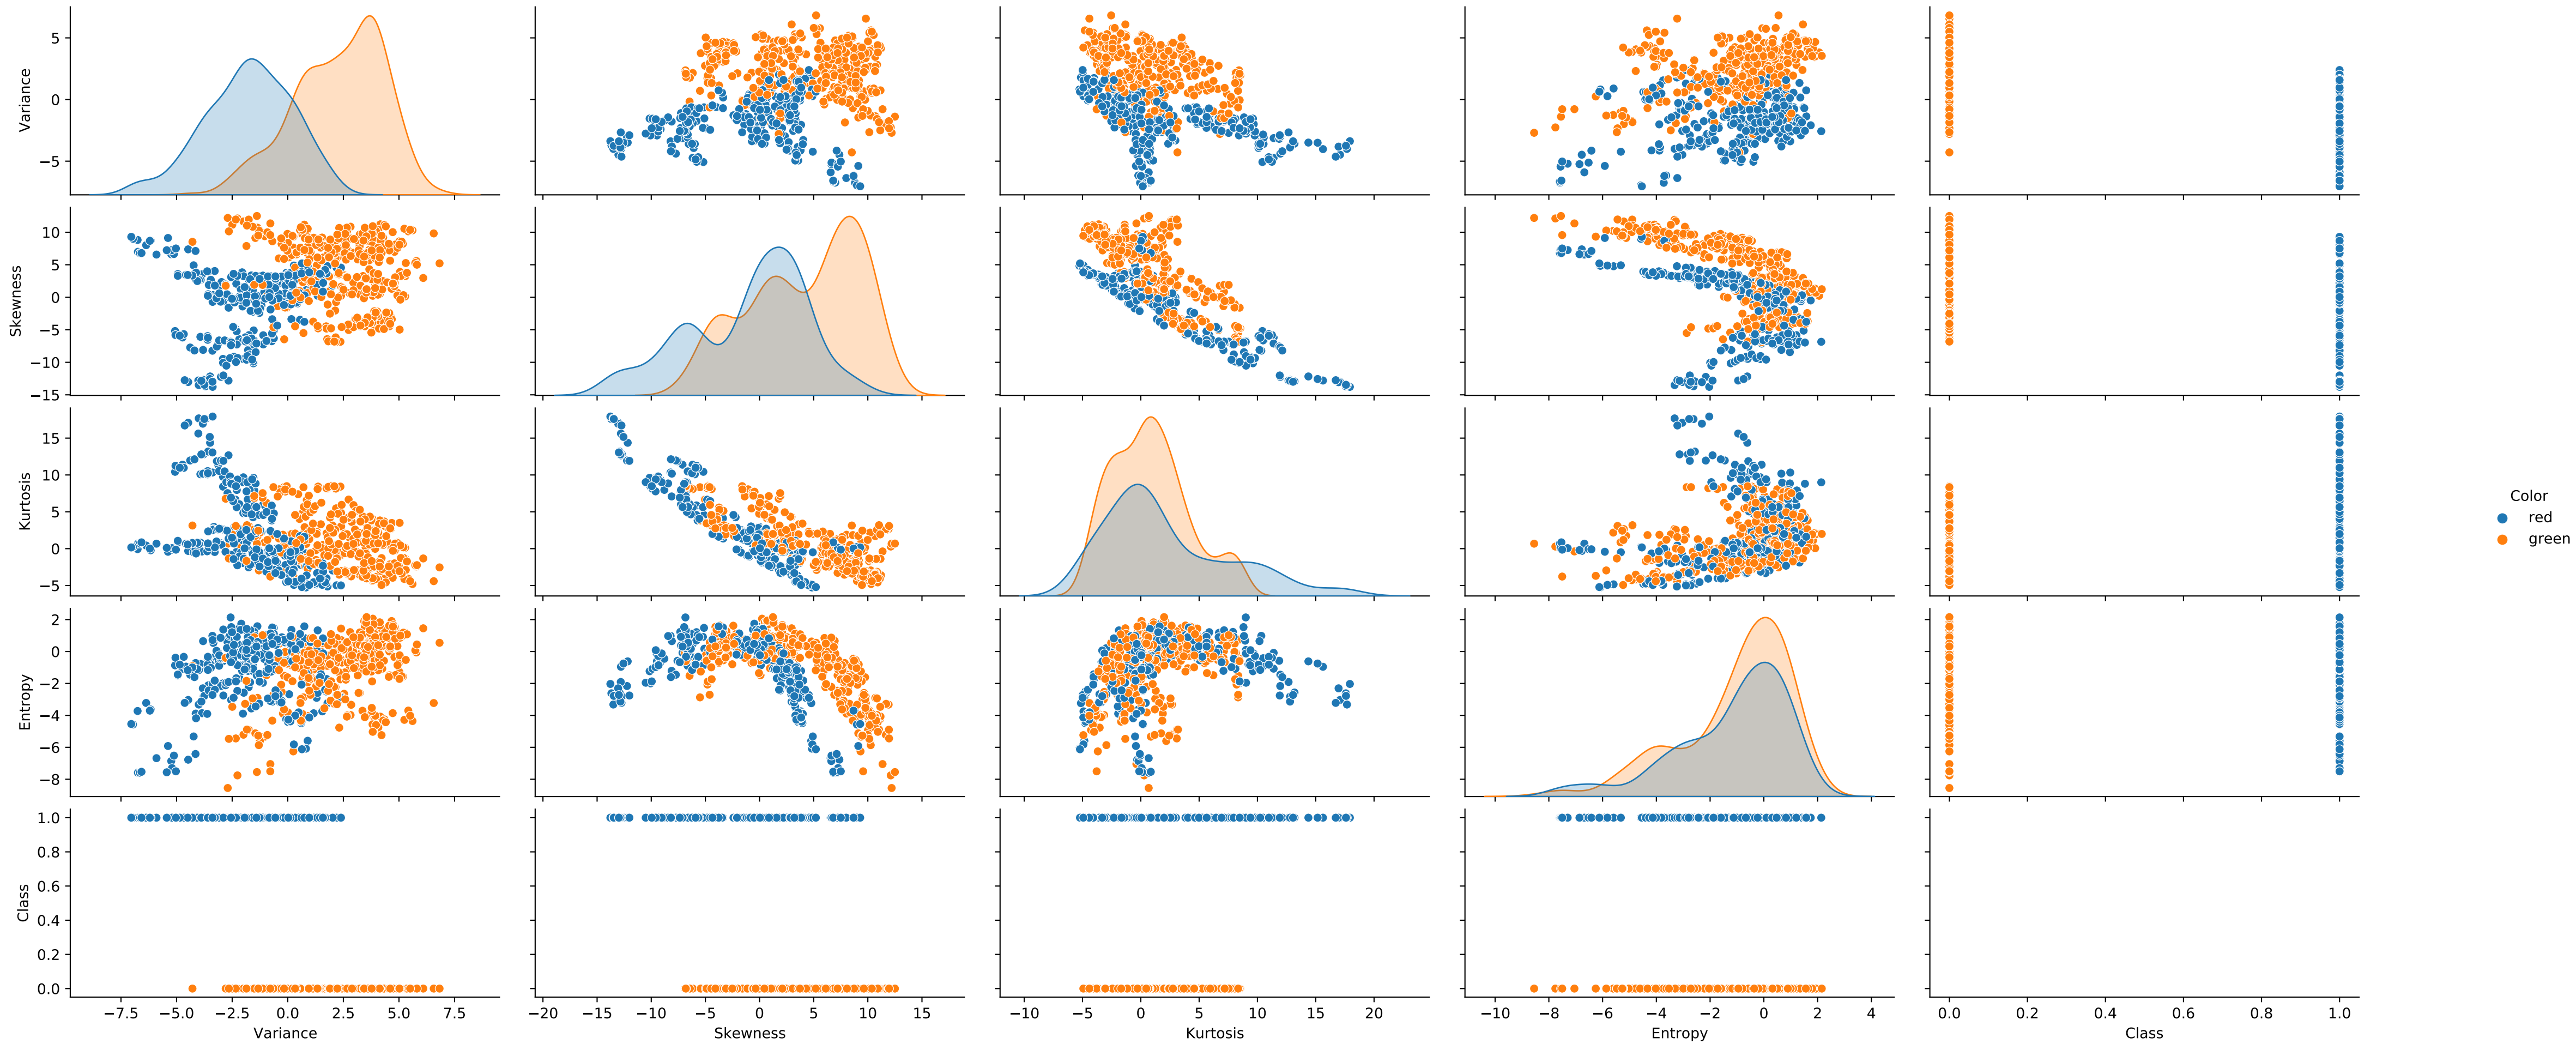 5
0
−5
Variance
10
5
0
−5
−10
−15
Skewness
15
10
5
0
−5
Kurtosis
2
0
−2
−4
−6
−8
Entropy
1.0
0.8
0.6
0.4
0.2
0.0
Class
−7.5 −5.0 −2.5 0.0 2.5 5.0 7.5
Variance
−20 −15 −10 −5 0 5 10 15
Skewness
−10 −5 0 5 10 15 20
Kurtosis
−10 −8 −6 −4 −2 0 2 4
Entropy
0.0 0.2 0.4 0.6 0.8 1.0
Class
Color
red
green